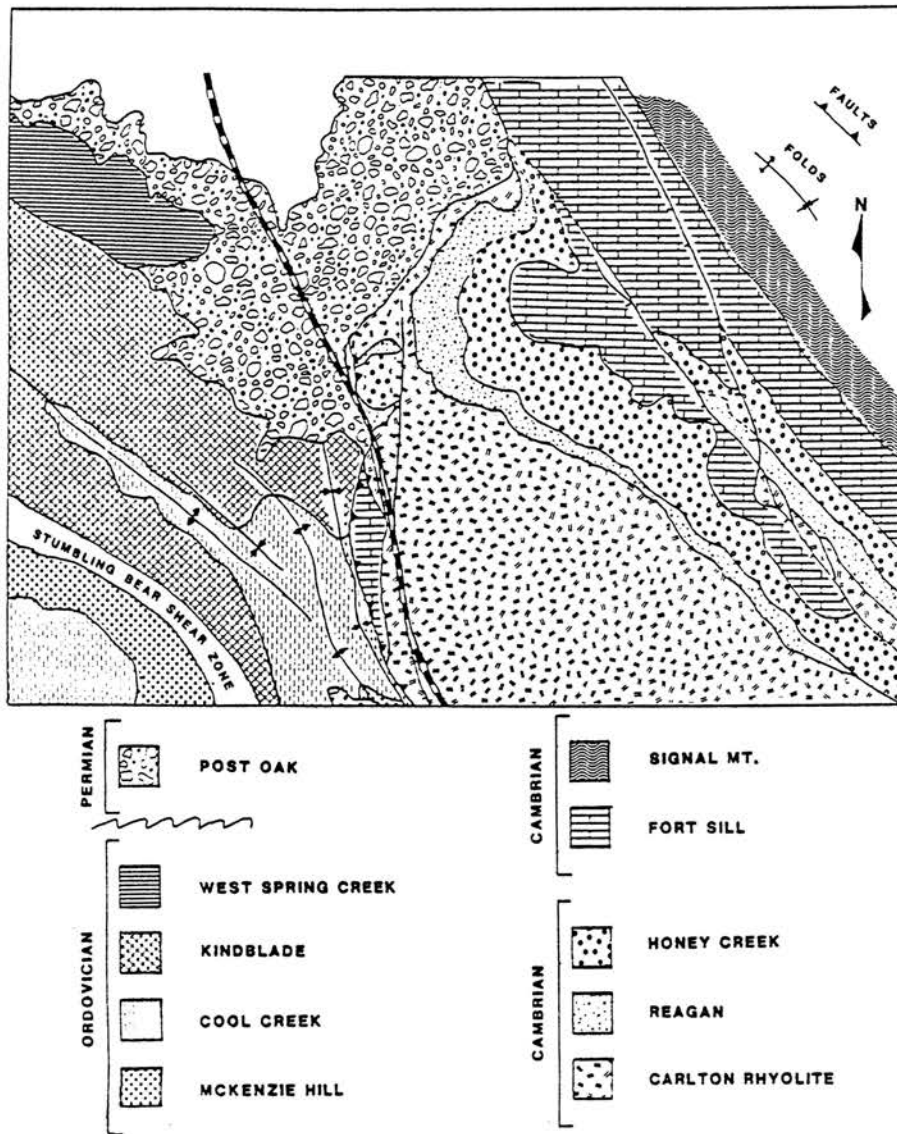 FAULTS
FOLDS
N
STUMBLING BEAR SHEAR ZONE
PERMIAN
POST OAK
ORDOVICIAN
WEST SPRING CREEK
KINDBLADE
COOL CREEK
MCKENZIE HILL
CAMBRIAN
SIGNAL MT.
FORT SILL
CAMBRIAN
HONEY CREEK
REAGAN
CARLTON RHYOLITE